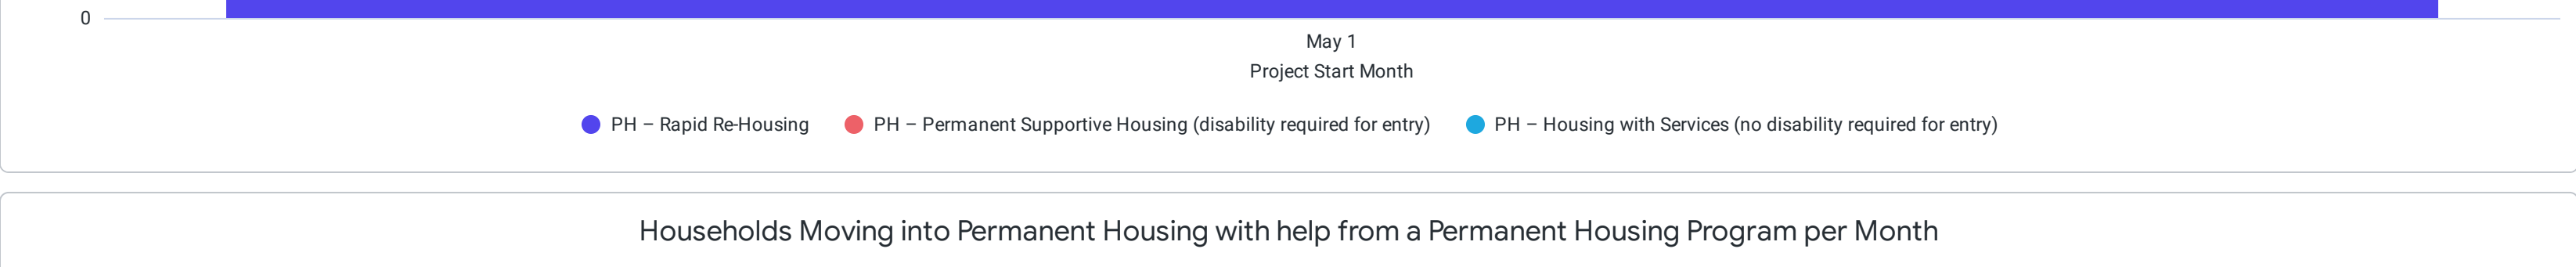 0
May 1
Project Start Month
PH – Rapid Re-Housing PH – Permanent Supportive Housing (disability required for entry) PH – Housing with Services (no disability required for entry)
Households Moving into Permanent Housing with help from a Permanent Housing Program per Month